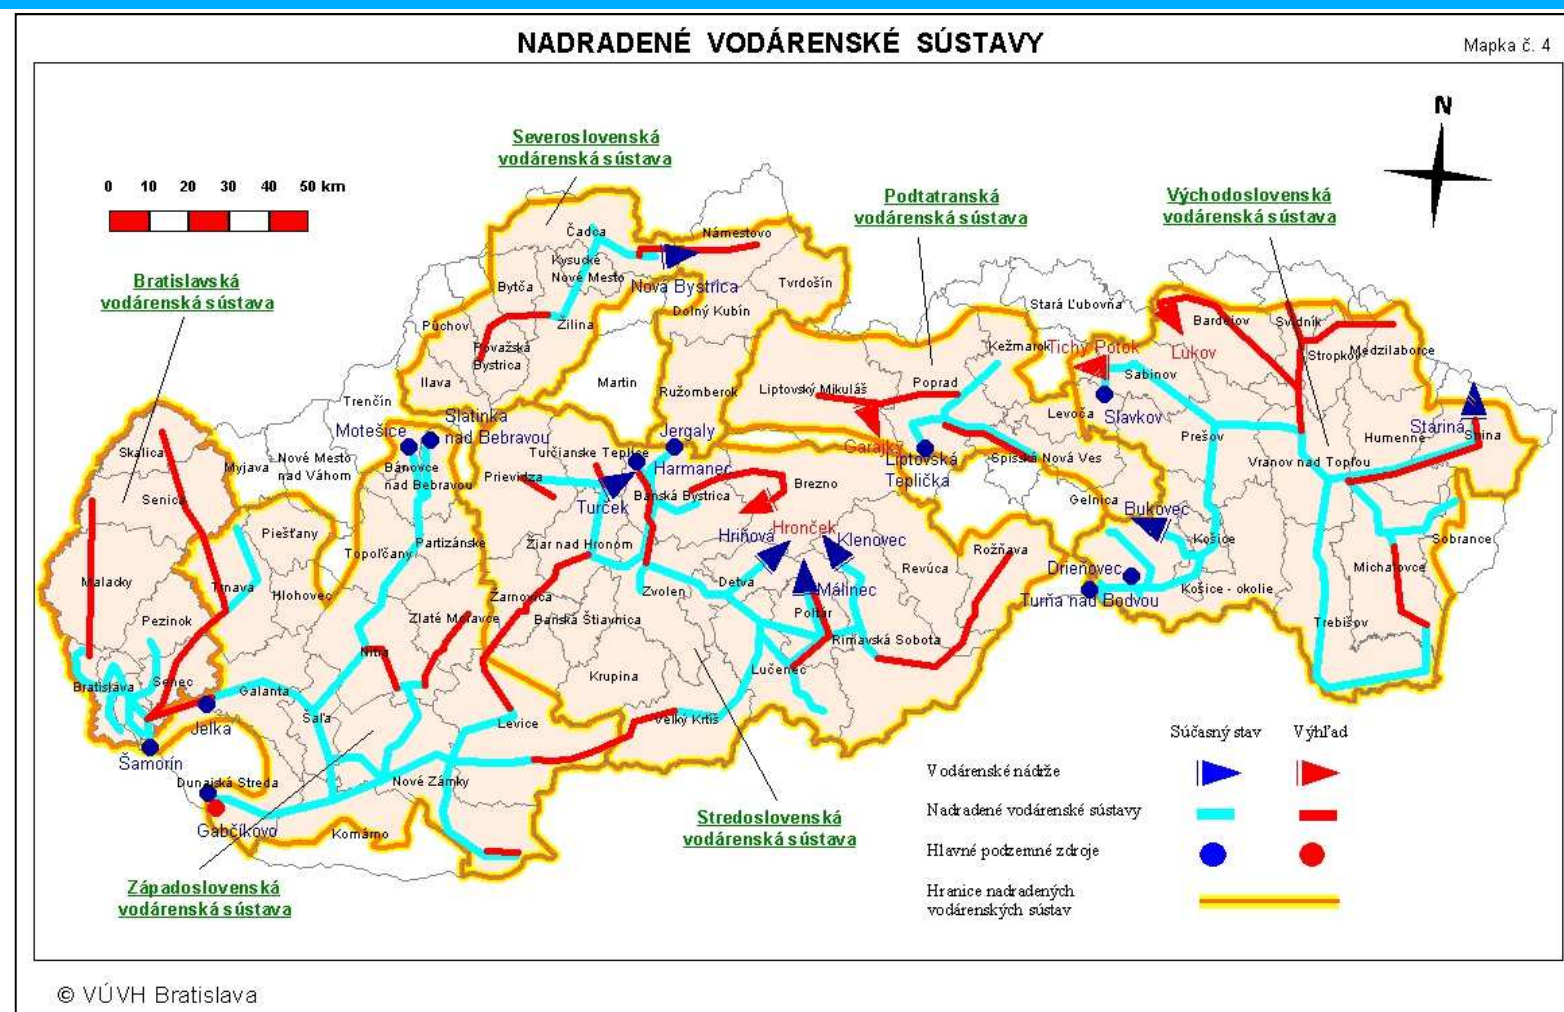 NADRADENÉ VODÁRENSKÉ SÚSTAVY
Mapka č. 4
N
Severoslovenská
vodárenská sústava
0 10 20 30 40 50 km
Podtatranská
vodárenská sústava
Východoslovenská
vodárenská sústava
Bratislavská
vodárenská sústava
Čadca
Námestovo
Kysucké
Nové Mesto
Bytča
Nová Bystrica
Tvrdošín
Stará Ľubovňa
Dolný Kubín
Púchov
Žilina
Bardejov
Svidník
Považská
Bystrica
Kežmarok
Tichý Potok
Lukov
Stropkov
Medzilaborce
Ilava
Martin
Ružomberok
Liptovský Mikuláš
Poprad
Sabinov
Trenčín
Slatinka
nad Bebravou
Levoča
Slavkov
Motešice
Jergaly
Garajky
Prešov
Humenné
Starina
Snina
Skalica
Myjava
Nové Mesto
nad Váhom
Bánovce
nad Bebravou
Turčianske Teplice
Harmanec
Liptovská
Teplička
Spišská Nová Ves
Vranov nad Topľou
Prievidza
Banská Bystrica
Brezno
Gelnica
Senica
Turček
Bukovec
Piešťany
Topoľčany
Partizánske
Žiar nad Hronom
Hriňová
Hronček
Klenovec
Rožňava
Košice
Sobrance
Malacky
Trnava
Hlohovec
Detva
Revúca
Drienovec
Michalovce
Zvolen
Málinec
Turňa nad Bodvou
Košice - okolie
Žarnovica
Pezinok
Zlaté Moravce
Banská Štiavnica
Poltár
Trebišov
Nitra
Rimavská Sobota
Bratislava
Senec
Galanta
Krupina
Lučenec
Šaľa
Jelka
Levice
Veľký Krtíš
Šamorín
Dunajská Streda
Nové Zámky
Gabčíkovo
Komárno
Stredoslovenská
vodárenská sústava
Západoslovenská
vodárenská sústava
Súčasný stav Výhľad
Vodárenské nádrže
Nadradené vodárenské sústavy
Hlavné podzemné zdroje
Hranice nadradených
vodárenských sústav
© VÚVH Bratislava